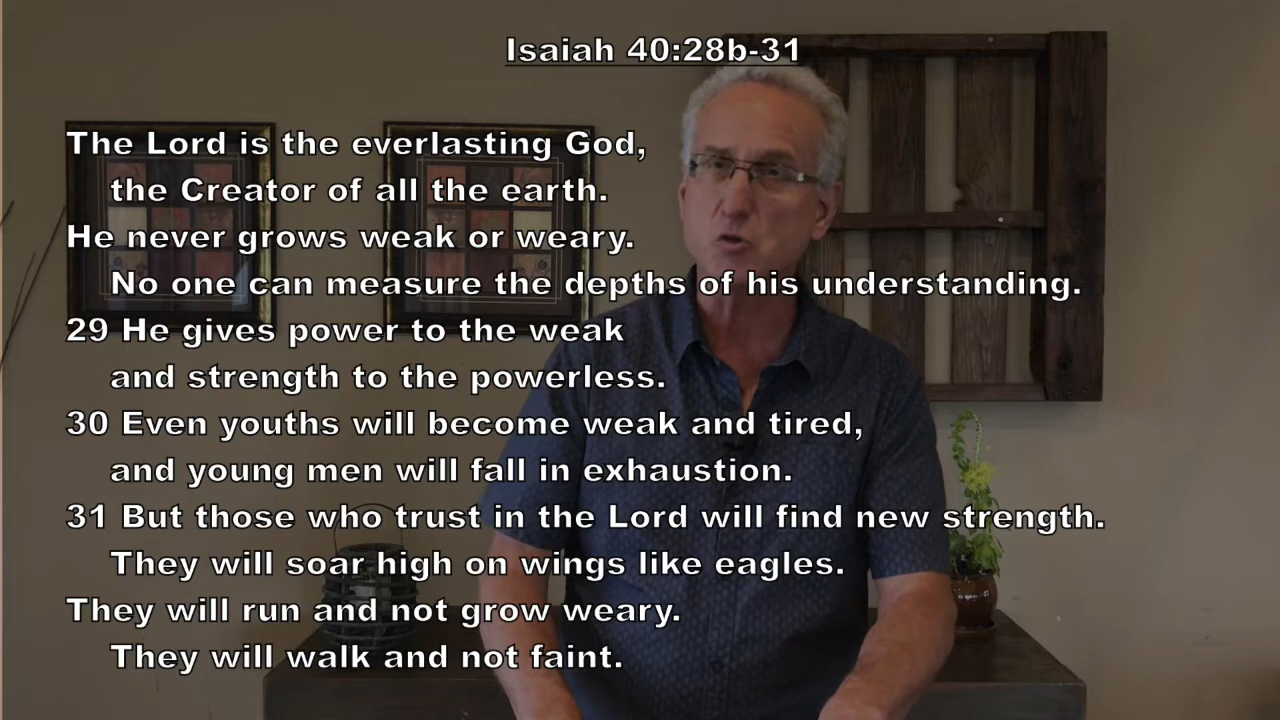 Isaiah 40:28b-31
The Lord is the everlasting God,
the Creator of all the earth.
He never grows weak or weary.
No one can measure the depths of his understanding.
29 He gives power to the weak
and strength to the powerless.
30 Even youths will become weak and tired,
and young men will fall in exhaustion.
31 But those who trust in the Lord will find new strength.
They will soar high on wings like eagles.
They will run and not grow weary.
They will walk and not faint.